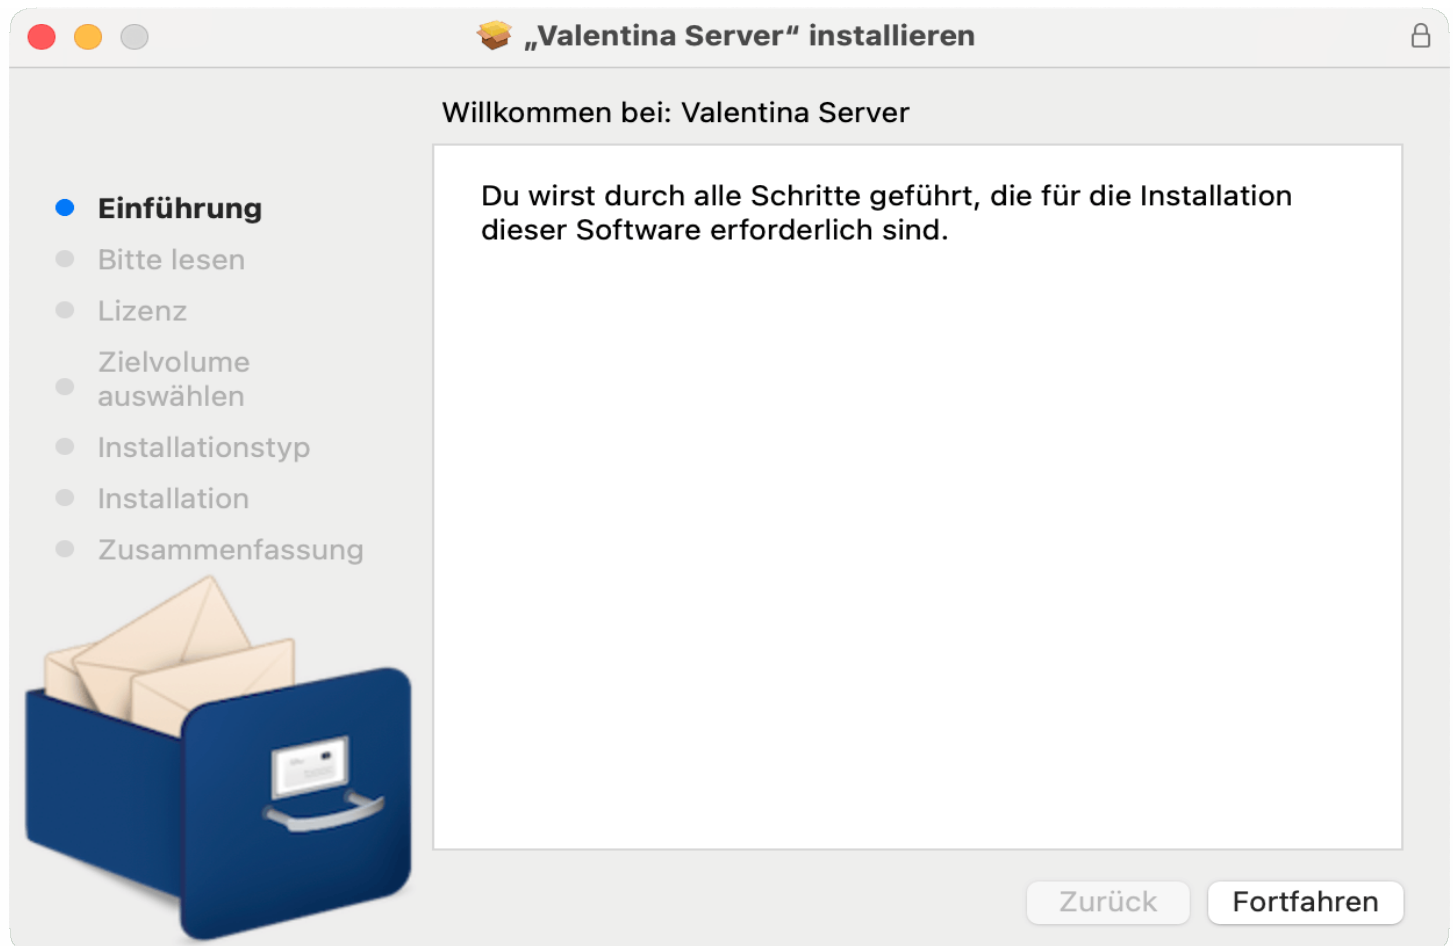 „Valentina Server“ installieren
Willkommen bei: Valentina Server
Einführung
Bitte lesen
Lizenz
Zielvolume
auswählen
Installationstyp
Installation
Zusammenfassung
Du wirst durch alle Schritte geführt, die für die Installation
dieser Software erforderlich sind.
Zurück
Fortfahren